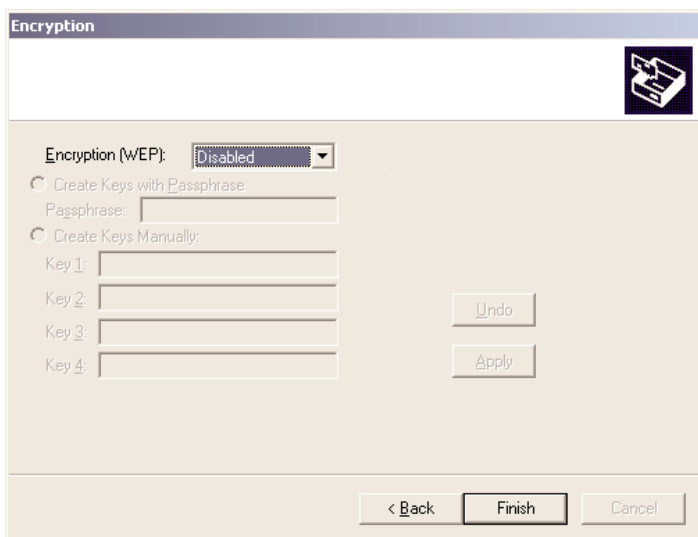 Encryption
Encryption (WEP): Disabled
Create Keys with Passphrase
Passphrase:
Create Keys Manually:
Key 1:
Key 2:
Key 3:
Key 4:
Undo
Apply
< Back Finish Cancel